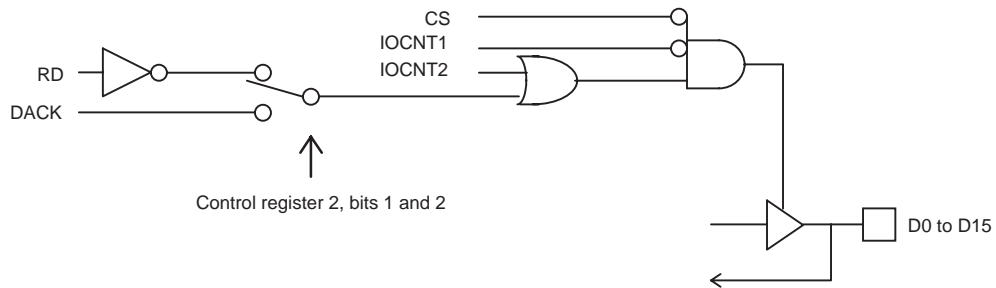 CS
IOCNT1
IOCNT2
RD
DACK
Control register 2, bits 1 and 2
D0 to D15